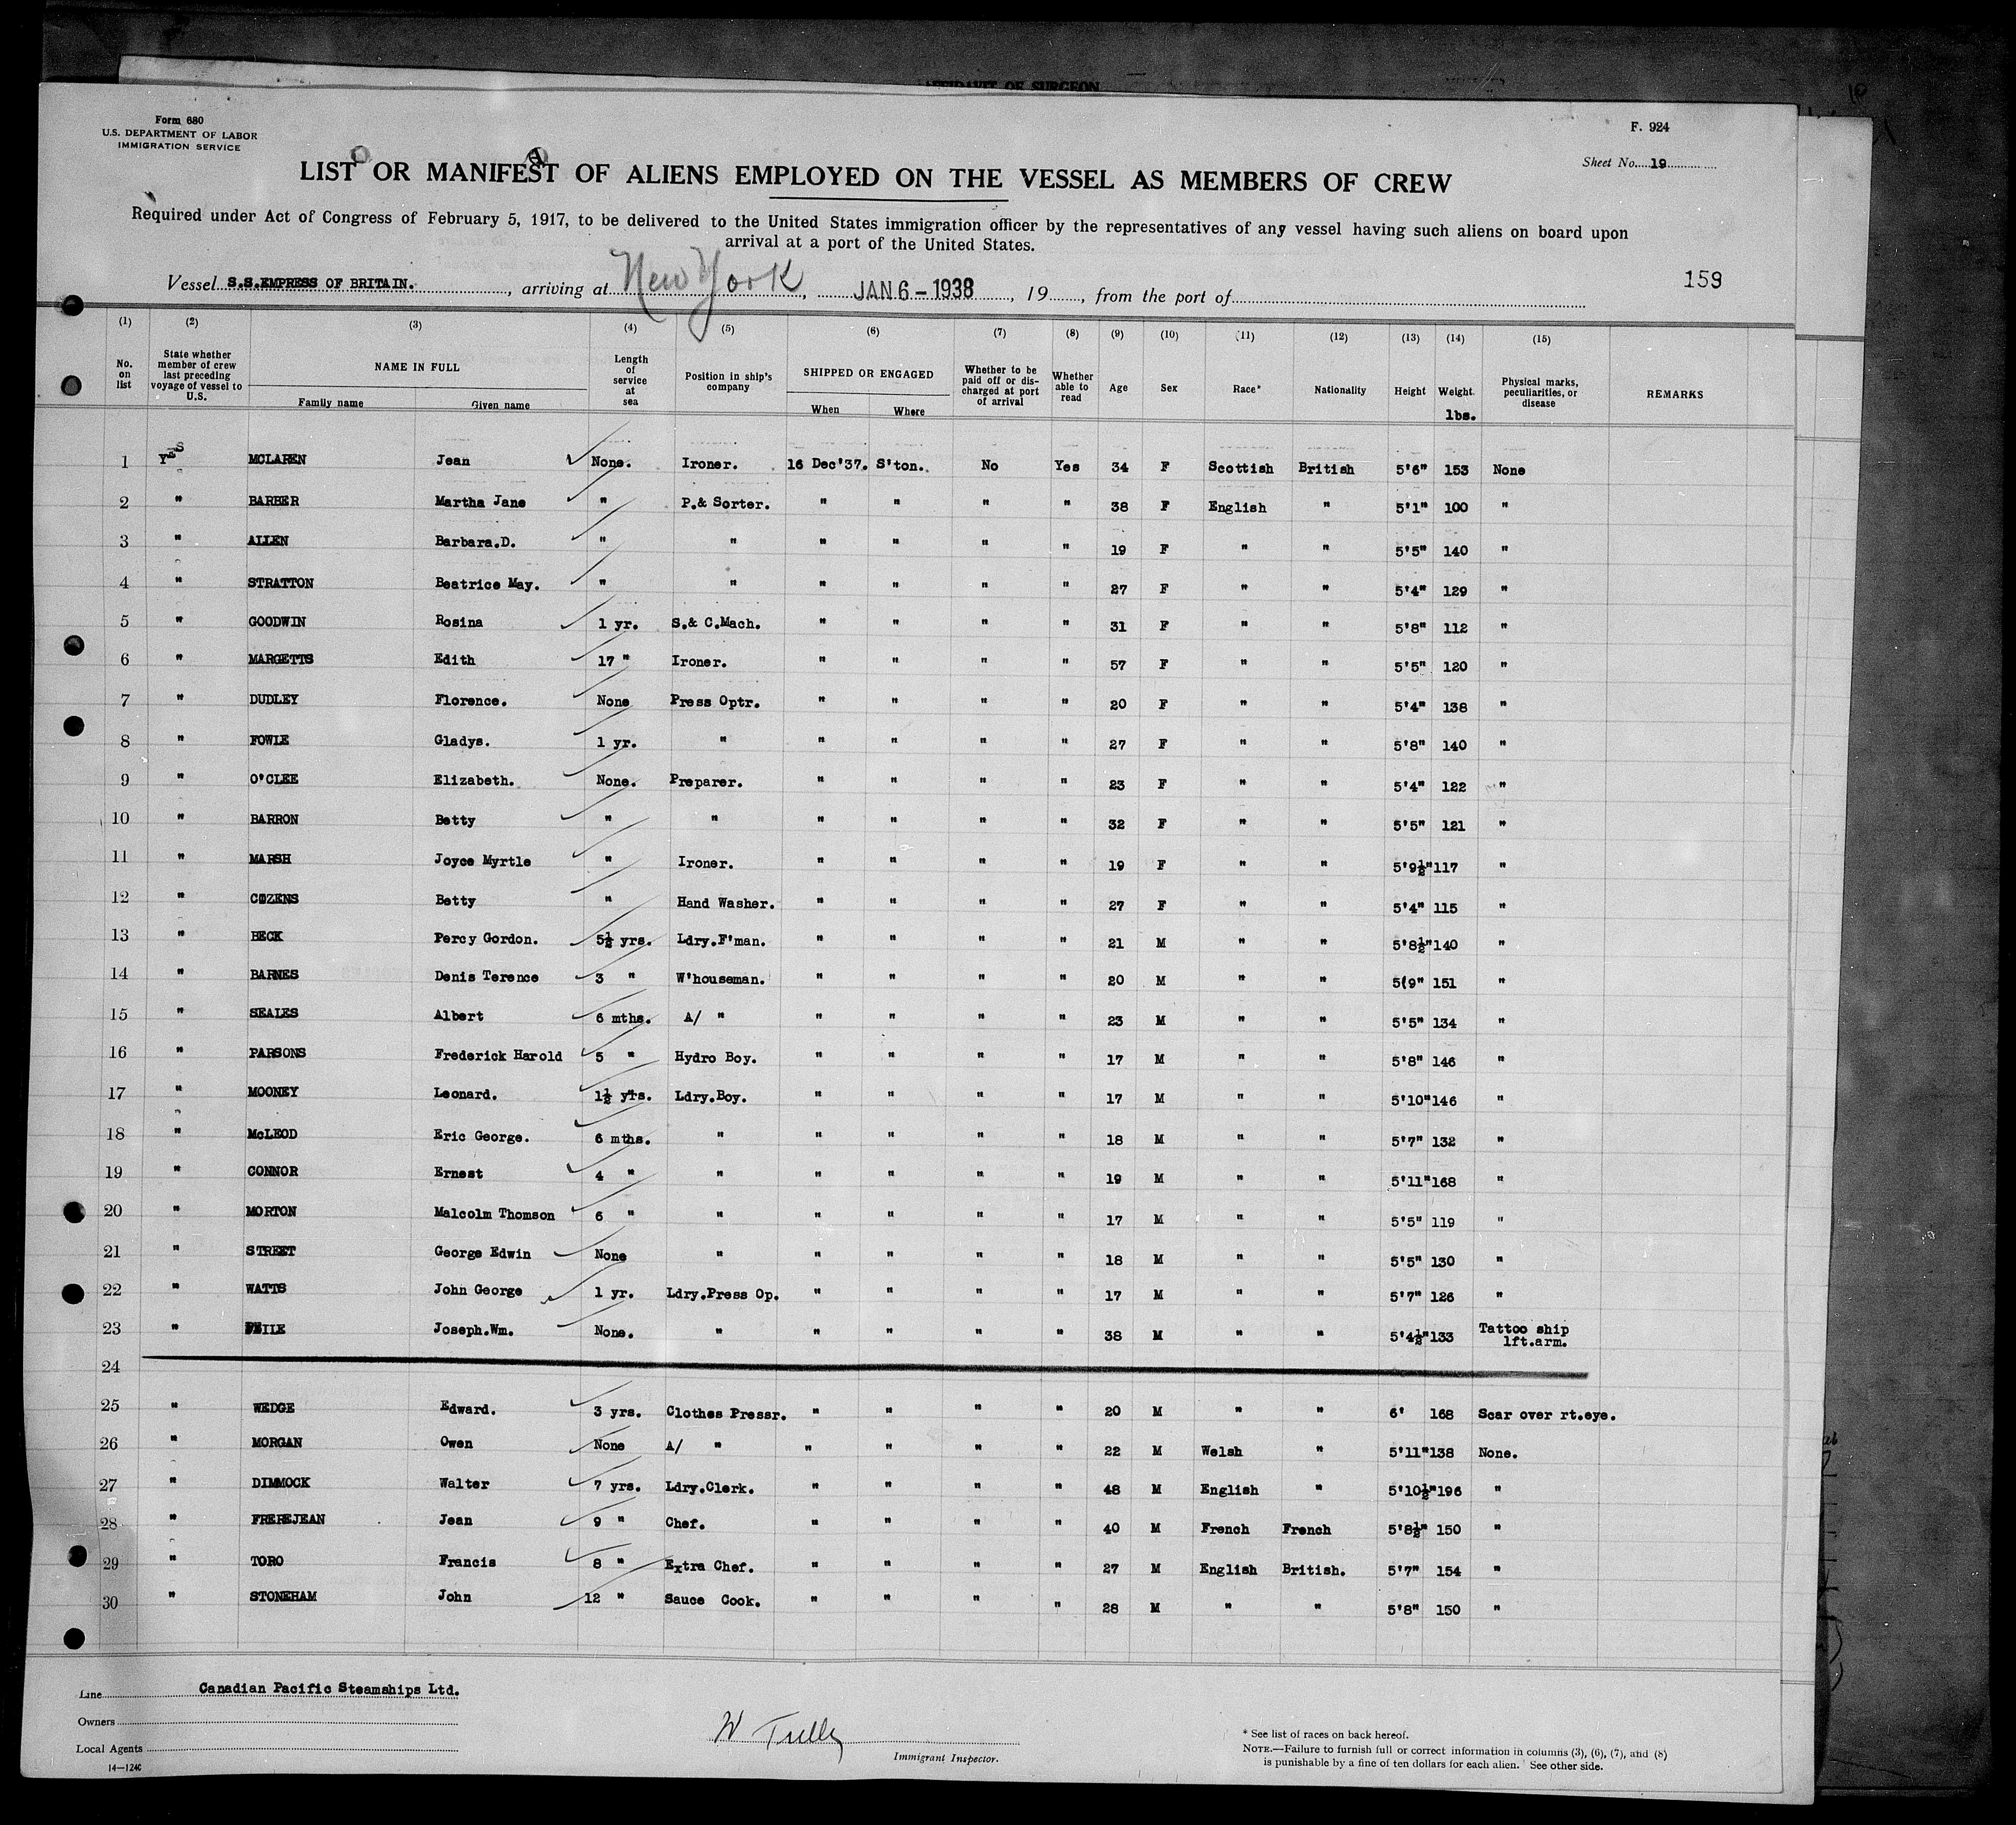 AFFIDAVIT OF SURGEON
Form 680
U.S. DEPARTMENT OF LABOR
IMMIGRATION SERVICE
F. 924
Sheet No. 19
LIST OR MANIFEST OF ALIENS EMPLOYED ON THE VESSEL AS MEMBERS OF CREW
Required under Act of Congress of February 5, 1917, to be delivered to the United States immigration officer by the representatives of any vessel having such aliens on board upon
arrival at a port of the United States.
Vessel S.S.EMPRESS OF BRITAIN., arriving at New York, JAN 6 - 1938, 19, from the port of
159
(1) (2) (3) (4) (5) (6) (7) (8) (9) (10) (11) (12) (13) (14) (15)
No. on list State whether member of crew last preceding voyage of vessel to U.S. NAME IN FULL Family name Given name Length of service at sea Position in ship's company SHIPPED OR ENGAGED When Where Whether to be paid off or discharged at port of arrival Whether able to read Age Sex Race* Nationality Height Weight lbs. Physical marks, peculiarities, or disease REMARKS
1 Yes MCLAREN Jean None. Ironer. 16 Dec'37. S'ton. No Yes 34 F Scottish British 5'6" 153 None
2 " BARBER Martha Jane " P.& Sorter. " " " " 38 F English " 5'1" 100 "
3 " ALLEN Barbara.D. " " " " " " 19 F " " 5'5" 140 "
4 " STRATTON Beatrice May. " " " " " " 27 F " " 5'4" 129 "
5 " GOODWIN Rosina 1 yr. S.& C.Mach. " " " " 31 F " " 5'8" 112 "
6 " MARGETTS Edith 17 " Ironer. " " " " 57 F " " 5'5" 120 "
7 " DUDLEY Florence. None Press Optr. " " " " 20 F " " 5'4" 138 "
8 " FOWLE Gladys. 1 yr. " " " " " 27 F " " 5'8" 140 "
9 " O'CLEE Elizabeth. None. Preparer. " " " " 23 F " " 5'4" 122 "
10 " BARRON Betty " " " " " " 32 F " " 5'5" 121 "
11 " MARSH Joyce Myrtle " Ironer. " " " " 19 F " " 5'9½" 117 "
12 " COZENS Betty " Hand Washer. " " " " 27 F " " 5'4" 115 "
13 " BECK Percy Gordon. 5½ yrs. Ldry.F'man. " " " " 21 M " " 5'8½" 140 "
14 " BARNES Denis Terence 3 " W'houseman. " " " " 20 M " " 5(9" 151 "
15 " SEALES Albert 6 mths. A/ " " " " " 23 M " " 5'5" 134 "
16 " PARSONS Frederick Harold 5 " Hydro Boy. " " " " 17 M " " 5'8" 146 "
17 " MOONEY Leonard. 1½ yrs. Ldry.Boy. " " " " 17 M " " 5'10" 146 "
18 " McLEOD Eric George. 6 mths. " " " " " 18 M " " 5'7" 132 "
19 " CONNOR Ernest 4 " " " " " " 19 M " " 5'11" 168 "
20 " MORTON Malcolm Thomson 6 " " " " " " 17 M " " 5'5" 119 "
21 " STREET George Edwin None " " " " " 18 M " " 5'5" 130 "
22 " WATTS John George 1 yr. Ldry.Press Op. " " " " 17 M " " 5'7" 126 "
23 " Joseph.Wm. None. " " " " " 38 M " " 5'4½" 133 Tattoo ship lft.arm.
24
25 " WEDGE Edward. 3 yrs. Clothes Pressr. " " " " 20 M " " 6' 168 Scar over rt.eye.
26 " MORGAN Owen None A/ " " " " " 22 M Welsh " 5'11" 138 None.
27 " DIMMOCK Walter 7 yrs. Ldry.Clerk. " " " " 48 M English " 5'10½" 196 "
28 " FREREJEAN Jean 9 " Chef. " " " " 40 M French French 5'8½" 150 "
29 " TORO Francis 8 " Extra Chef. " " " " 27 M English British. 5'7" 154 "
30 " STONEHAM John 12 " Sauce Cook. " " " " 28 M " " 5'8" 150 "
Line Canadian Pacific Steamships Ltd.
Owners
Local Agents
14—1240
W Tully
Immigrant Inspector.
* See list of races on back hereof.
NOTE.—Failure to furnish full or correct information in columns (3), (6), (7), and (8)
is punishable by a fine of ten dollars for each alien. See other side.